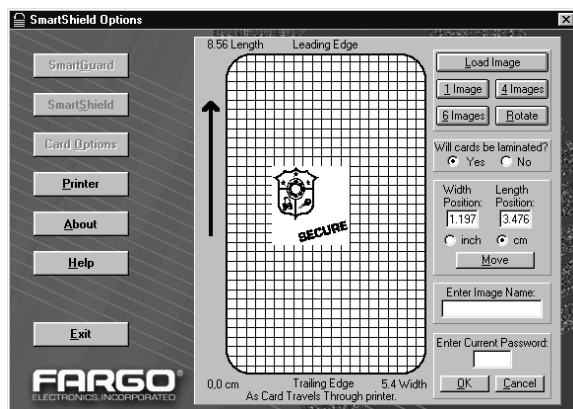 SmartShield Options
SmartGuard
SmartShield
Card Options
Printer
About
Help
Exit
FARGO®
ELECTRONICS, INCORPORATED
8.56 Length Leading Edge
SECURE
0,0 cm Trailing Edge 5.4 Width
As Card Travels Through printer.
Load Image
1 Image 4 Images
6 Images Rotate
Will cards be laminated?
Yes No
Width Length
Position: Position:
1.197 3.476
inch cm
Move
Enter Image Name:
Enter Current Password:
OK Cancel